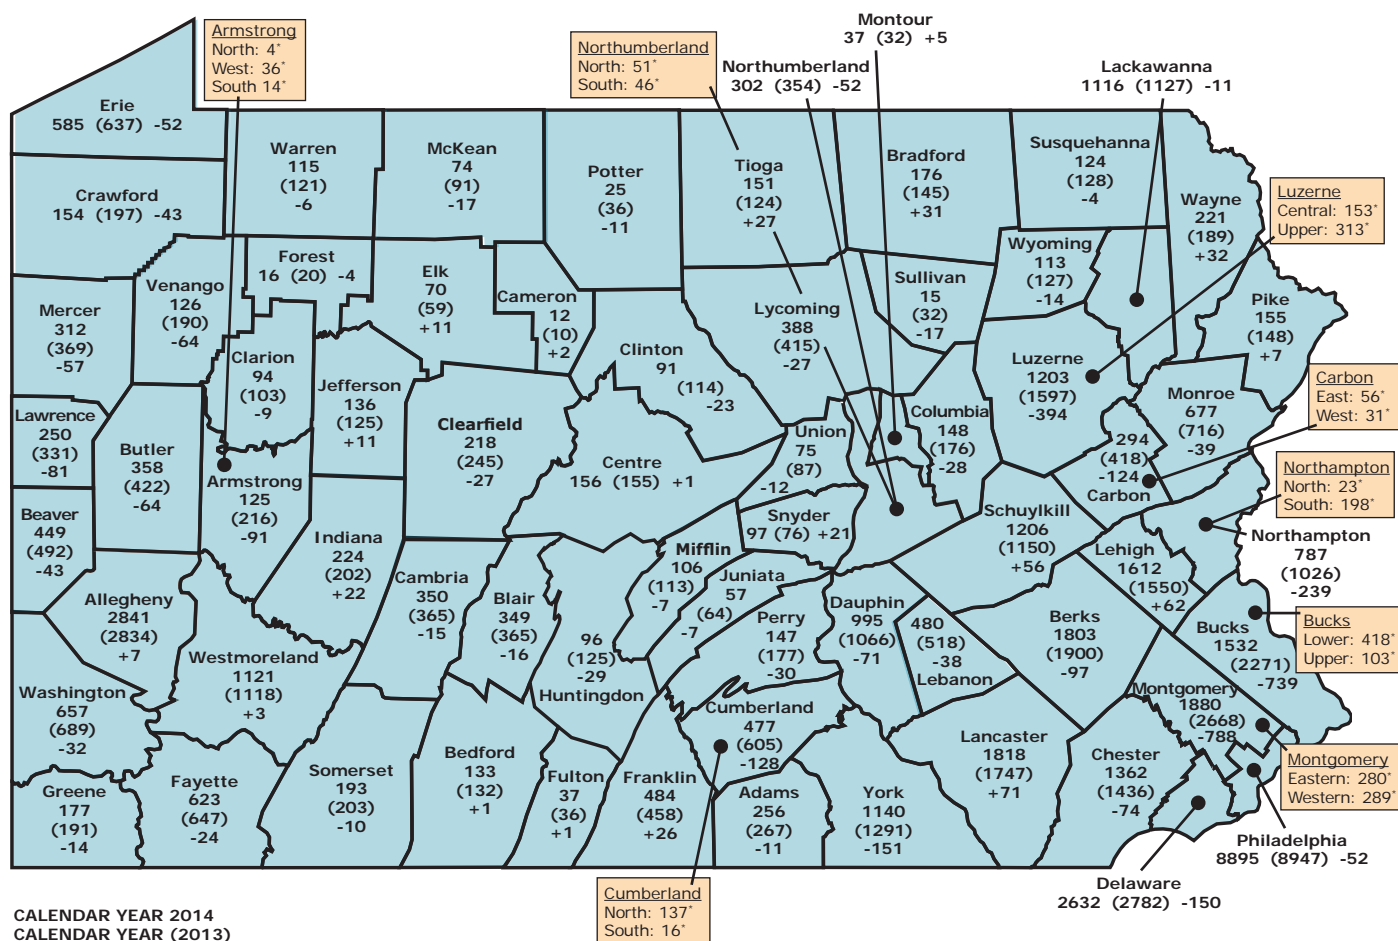 Armstrong
North: 4*
West: 36*
South 14*
Northumberland
North: 51*
South: 46*
Montour
37 (32) +5
Northumberland
302 (354) -52
Lackawanna
1116 (1127) -11
Erie
585 (637) -52
Warren
115
(121)
-6
McKean
74
(91)
-17
Potter
25
(36)
-11
Tioga
151
(124)
+27
Bradford
176
(145)
+31
Susquehanna
124
(128)
-4
Wayne
221
(189)
+32
Luzerne
Central: 153*
Upper: 313*
Crawford
154 (197) -43
Forest
16 (20) -4
Venango
126
(190)
-64
Elk
70
(59)
+11
Cameron
12
(10)
+2
Wyoming
113
(127)
-14
Sullivan
15
(32)
-17
Mercer
312
(369)
-57
Clarion
94
(103)
-9
Jefferson
136
(125)
+11
Clinton
91
(114)
-23
Lycoming
388
(415)
-27
Pike
155
(148)
+7
Luzerne
1203
(1597)
-394
Carbon
East: 56*
West: 31*
Monroe
677
(716)
-39
Lawrence
250
(331)
-81
Butler
358
(422)
-64
Clearfield
218
(245)
-27
Centre
156 (155) +1
Union
75
(87)
-12
Columbia
148
(176)
-28
294
(418)
-124
Carbon
Northampton
North: 23*
South: 198*
Armstrong
125
(216)
-91
Beaver
449
(492)
-43
Indiana
224
(202)
+22
Snyder
97 (76) +21
Schuylkill
1206
(1150)
+56
Northampton
787
(1026)
-239
Lehigh
1612
(1550)
+62
Mifflin
106
(113)
-7
Juniata
57
(64)
-7
Cambria
350
(365)
-15
Blair
349
(365)
-16
Allegheny
2841
(2834)
+7
Perry
147
(177)
-30
Dauphin
995
(1066)
-71
480
(518)
-38
Lebanon
Berks
1803
(1900)
-97
Bucks
1532
(2271)
-739
Bucks
Lower: 418*
Upper: 103*
96
(125)
-29
Huntingdon
Westmoreland
1121
(1118)
+3
Washington
657
(689)
-32
Montgomery
1880
(2668)
-788
Cumberland
477
(605)
-128
Lancaster
1818
(1747)
+71
Chester
1362
(1436)
-74
Montgomery
Eastern: 280*
Western: 289*
Bedford
133
(132)
+1
Somerset
193
(203)
-10
Fayette
623
(647)
-24
Greene
177
(191)
-14
Fulton
37
(36)
+1
Franklin
484
(458)
+26
Adams
256
(267)
-11
York
1140
(1291)
-151
Philadelphia
8895 (8947) -52
Delaware
2632 (2782) -150
Cumberland
North: 137*
South: 16*
CALENDAR YEAR 2014
CALENDAR YEAR (2013)